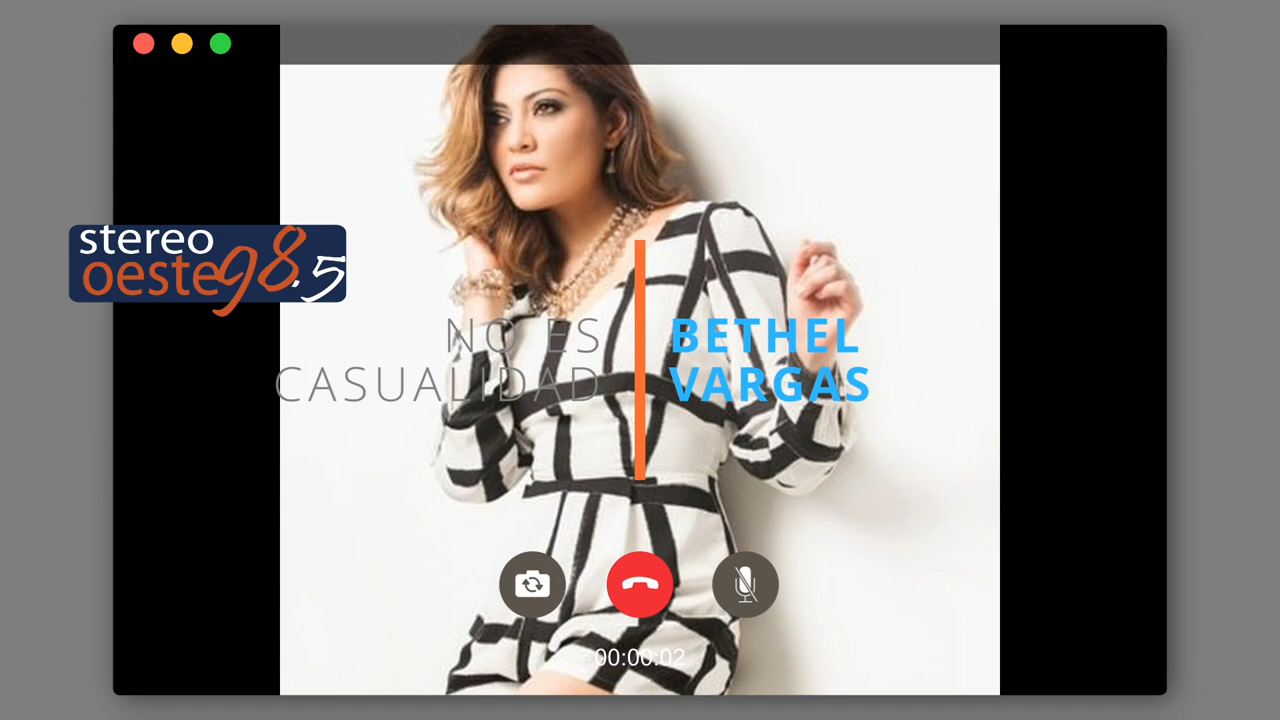 stereo
oeste 98.5
NO ES
CASUALIDAD
BETHEL
VARGAS
00:00:02